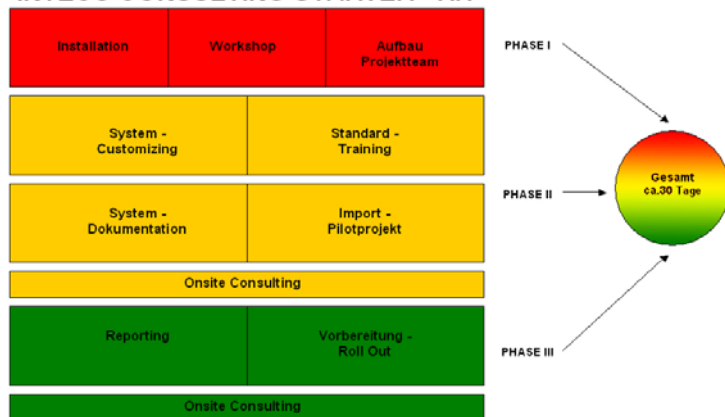 Installation
Workshop
Aufbau
Projektteam
PHASE I
System -
Customizing
Standard -
Training
Gesamt
ca.30 Tage
PHASE II
System -
Dokumentation
Import -
Pilotprojekt
Onsite Consulting
Reporting
Vorbereitung -
Roll Out
PHASE III
Onsite Consulting